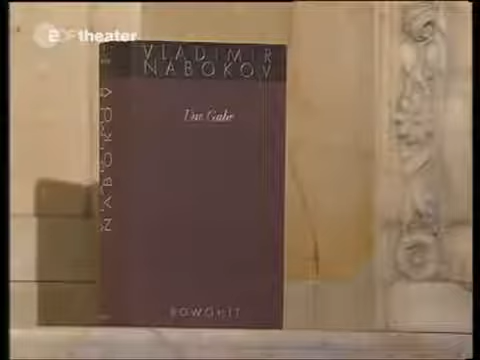 ZDFtheater
VLADIMIR
NABOKOV
Die Gabe
NABOKOV
ROWOHLT